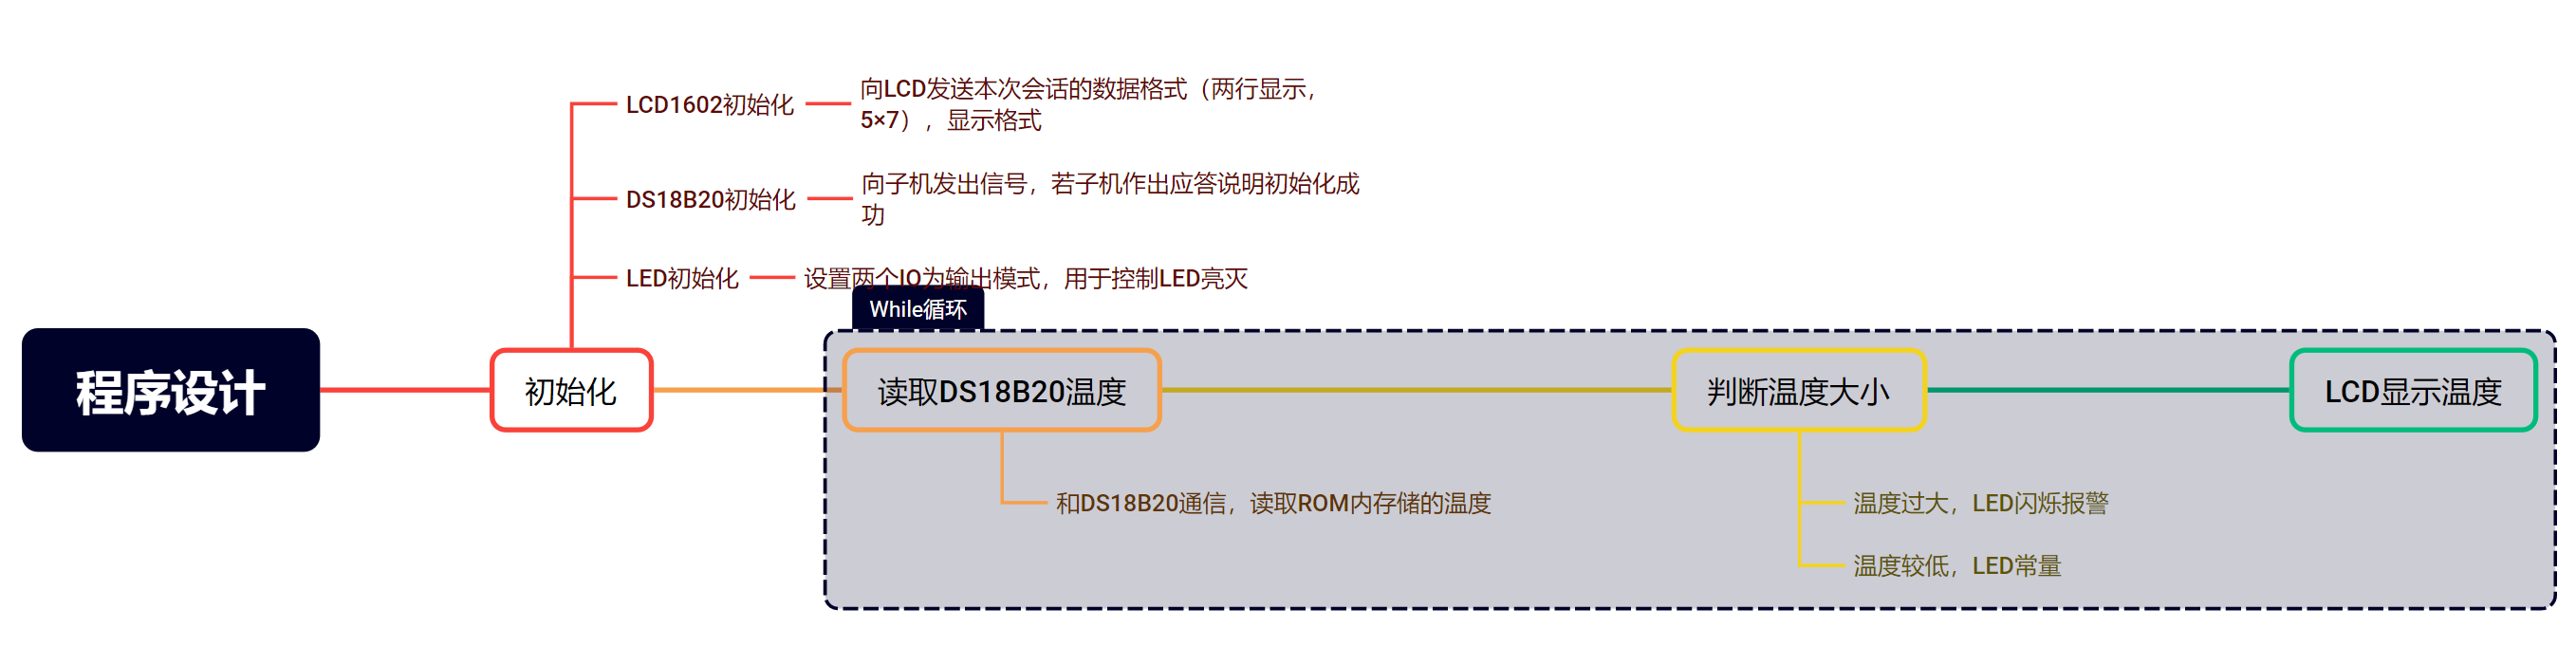 向LCD发送本次会话的数据格式（两行显示，
LCD1602初始化
5×7），显示格式
向子机发出信号，若子机作出应答说明初始化成
DS18B20初始化
功
LED初始化
设置两个IO为输出模式，用于控制LED亮灭
While循环
程序设计
初始化
读取DS18B20温度
判断温度大小
LCD显示温度
和DS18B20通信，读取ROM内存储的温度
温度过大，LED闪烁报警
温度较低，LED常量